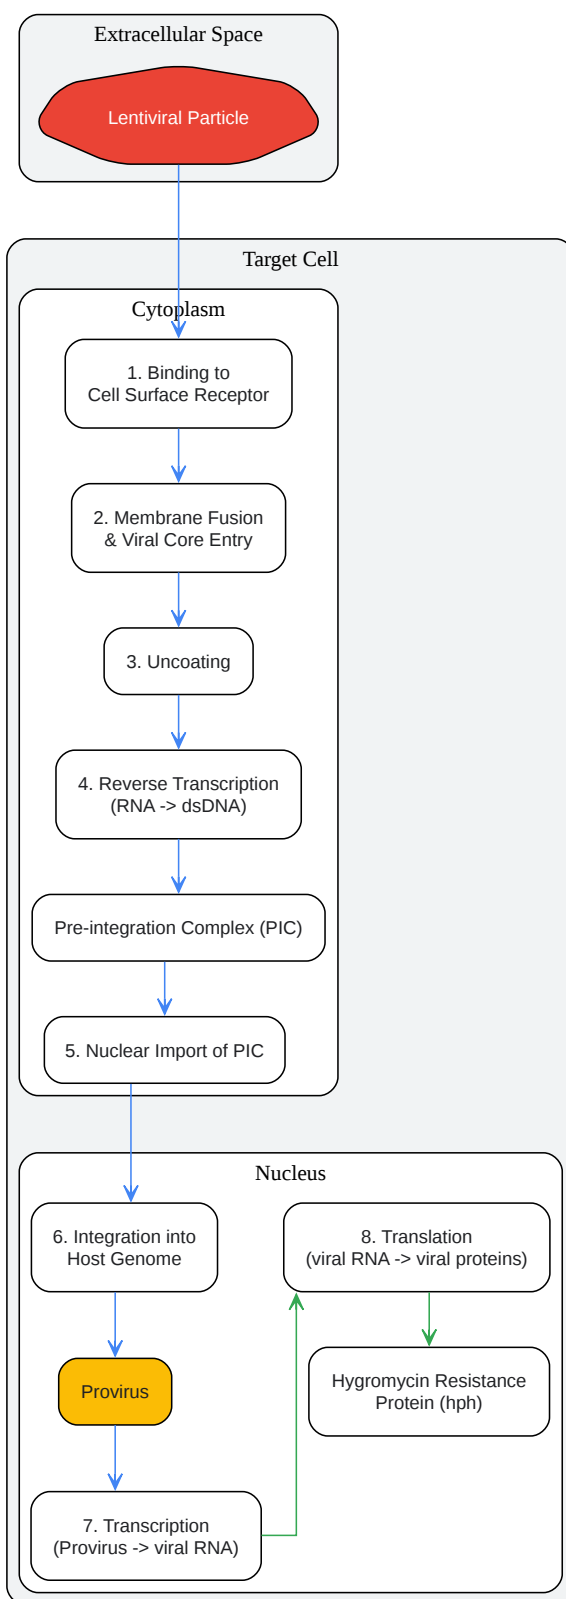 Extracellular Space
Lentiviral Particle
Target Cell
Cytoplasm
1. Binding to
Cell Surface Receptor
2. Membrane Fusion
& Viral Core Entry
3. Uncoating
4. Reverse Transcription
(RNA -> dsDNA)
Pre-integration Complex (PIC)
5. Nuclear Import of PIC
Nucleus
6. Integration into
Host Genome
Provirus
7. Transcription
(Provirus -> viral RNA)
8. Translation
(viral RNA -> viral proteins)
Hygromycin Resistance
Protein (hph)